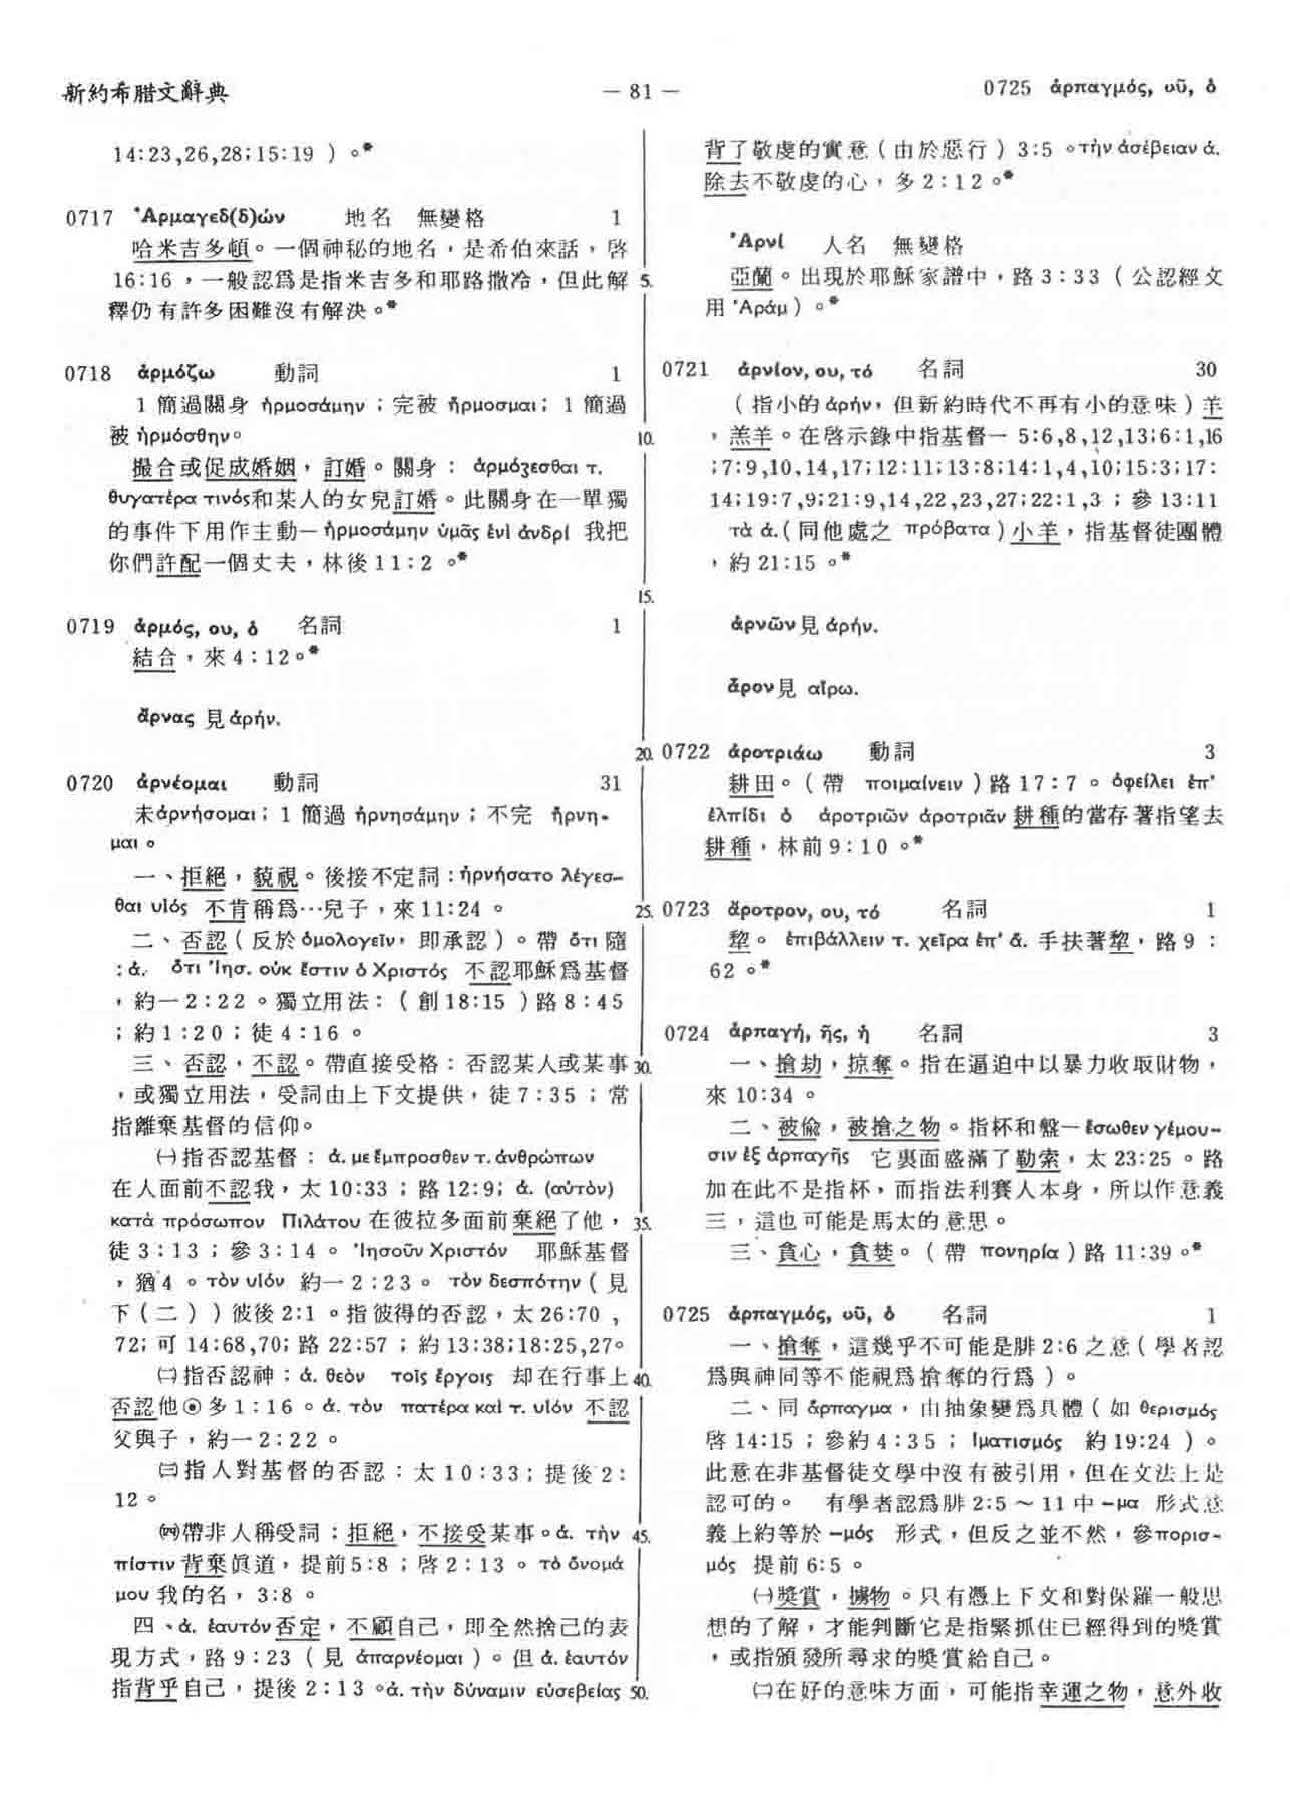 新約希腊文辭典
— 81 —
0725 ἁρπαγμός, οῦ, ὁ
14:23,26,28;15:19 ) 。*
0717 Ἁρμαγεδ(δ)ών 地名 無變格 1
哈米吉多頓。一個神秘的地名，是希伯來話，啓
16:16 ，一般認爲是指米吉多和耶路撒冷，但此解
釋仍有許多困難沒有解決。*
0718 ἁρμόζω 動詞 1
1 簡過關身 ἡρμοσάμην ；完被 ἥρμοσμαι； 1 簡過
被 ἡρμόσθην。
撮合或促成婚姻，訂婚。關身： ἁρμόζεσθαι τ.
θυγατέρα τινός和某人的女兒訂婚。此關身在一單獨
的事件下用作主動— ἡρμοσάμην ὑμᾶς ἑνὶ ἀνδρί 我把
你們許配一個丈夫，林後11:2 。*
0719 ἁρμός, ου, ὁ 名詞 1
結合，來 4:12。*
ἄρνας 見 ἀρήν.
0720 ἀρνέομαι 動詞 31
未ἀρνήσομαι；1 簡過 ἠρνησάμην；不完 ἤρνη-
μαι 。
一、拒絕，藐視。後接不定詞：ἠρνήσατο λέγεσ-
θαι υἱός 不肯稱爲…兒子，來11:24 。
二、否認（反於ὁμολογεῖν，即承認）。帶 ὅτι 隨
: ἀ. ὅτι Ἰησ. οὐκ ἔστιν ὁ Χριστός 不認耶穌爲基督
，約一 2:22 。獨立用法：（創18:15 ）路 8:45
；約 1:20；徒 4:16 。
三、否認，不認。帶直接受格：否認某人或某事
，或獨立用法，受詞由上下文提供，徒 7:35 ；常
指離棄基督的信仰。
㈠指否認基督：ἀ. με ἔμπροσθεν τ. ἀνθρώπων
在人面前不認我，太 10:33 ；路 12:9; ἀ. (αὐτὸν)
κατὰ πρόσωπον Πιλάτου 在彼拉多面前棄絕了他，
徒 3:13 ；參 3:14 。 Ἰησοῦν Χριστόν 耶穌基督
，猶 4 。τὸν υἱόν 約一 2:23。 τὸν δεσπότην（見
下(二)）彼後 2:1 。指彼得的否認，太 26:70 ,
72; 可 14:68,70; 路 22:57 ；約 13:38;18:25,27。
㈡指否認神：ἀ. θεὸν τοῖς ἔργοις 却在行事上
否認他⊙多 1:16 。ἀ. τὸν πατέρα καὶ τ. υἱόν 不認
父與子，約一 2:22 。
㈢指人對基督的否認：太 10:33; 提後 2:
12 。
㈣帶非人稱受詞：拒絕，不接受某事。ἀ. τὴν
πίστιν 背棄眞道，提前 5:8 ；啓 2:13 。 τὸ ὄνομά
μου 我的名，3:8 。
四、ἀ. ἑαυτόν 否定，不顧自己，即全然捨己的表
現方式，路 9:23 （見 ἀπαρνέομαι ）。但 ἀ. ἑαυτόν
指背乎自己，提後 2:13 。ἀ. τὴν δύναμιν εὐσεβείας
5.
10.
15.
20.
25.
30.
35.
40.
45.
50.
背了敬虔的實意（由於惡行）3:5 。τὴν ἀσέβειαν ἀ.
除去不敬虔的心，多 2:12 。*
Ἀρνί 人名 無變格
亞蘭。出現於耶穌家譜中，路 3:33 （公認經文
用 Ἀράμ）。*
0721 ἀρνίον, ου, τό 名詞 30
（指小的ἀρήν，但新約時代不再有小的意味）羊
，羔羊。在啓示錄中指基督— 5:6,8,12,13;6:1,16
;7:9,10,14,17;12:11;13:8;14:1,4,10;15:3;17:
14;19:7,9;21:9,14,22,23,27;22:1,3 ；參 13:11
τὰ ἀ.（同他處之 πρόβατα）小羊，指基督徒團體
，約 21:15 。*
ἀρνῶν 見 ἀρήν.
ἆρον見 αἴρω.
0722 ἀροτριάω 動詞 3
耕田。（帶 ποιμαίνειν）路 17:7 。 ὀφείλει ἐπ'
ἐλπίδι ὁ ἀροτριῶν ἀροτριᾶν 耕種的當存著指望去
耕種，林前 9:10 。*
0723 ἄροτρον, ου, τό 名詞 1
犂。 ἐπιβάλλειν τ. χεῖρα ἐπ' ἄ. 手扶著犂，路 9 :
62 。*
0724 ἁρπαγή, ῆς, ἡ 名詞 3
一、搶劫，掠奪。指在逼迫中以暴力收取財物，
來 10:34 。
二、被偸，被搶之物。指杯和盤— ἔσωθεν γέμου-
σιν ἐξ ἁρπαγῆς 它裏面盛滿了勒索，太 23:25 。路
加在此不是指杯，而指法利賽人本身，所以作意義
三，這也可能是馬太的意思。
三、貪心，貪婪。（帶 πονηρία）路 11:39 。*
0725 ἁρπαγμός, οῦ, ὁ 名詞 1
一、搶奪，這幾乎不可能是腓 2:6 之意（學者認
爲與神同等不能視爲搶奪的行爲）。
二、同 ἅρπαγμα，由抽象變爲具體（如 θερισμός
啓 14:15 ；參約 4:35 ； ἱματισμός 約 19:24 ）。
此意在非基督徒文學中沒有被引用，但在文法上是
認可的。 有學者認爲腓 2:5 ～ 11 中 -μα 形式意
義上約等於 -μός 形式，但反之並不然，參πορισ-
μός 提前 6:5 。
㈠獎賞，擄物。只有憑上下文和對保羅一般思
想的了解，才能判斷它是指緊抓住已經得到的獎賞
，或指頒發所尋求的獎賞給自己。
㈡在好的意味方面，可能指幸運之物，意外收